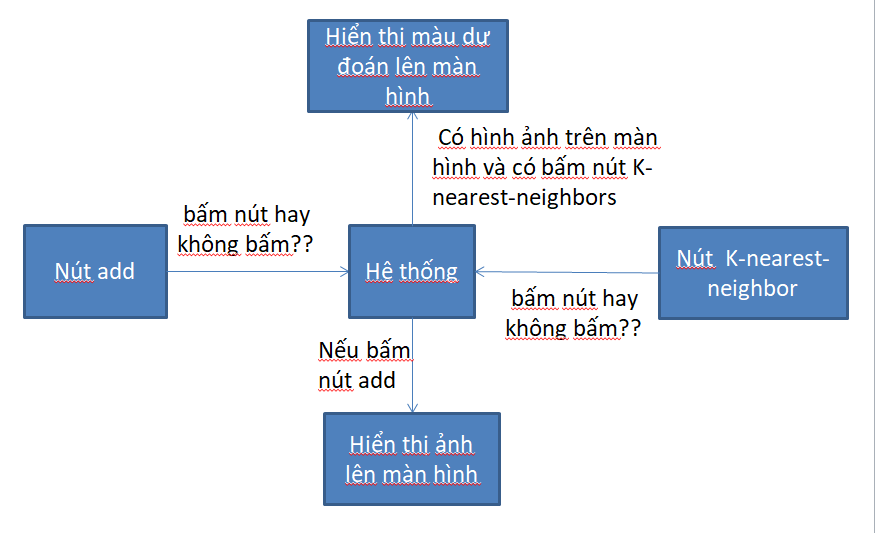 Hiển thị màu dự
đoán lên màn
hình
Có hình ảnh trên màn
hình và có bấm nút K-
nearest-neighbors
bấm nút hay
không bấm??
Nút add
Hệ thống
Nút K-nearest-
neighbor
bấm nút hay
không bấm??
Nếu bấm
nút add
Hiển thị ảnh
lên màn hình